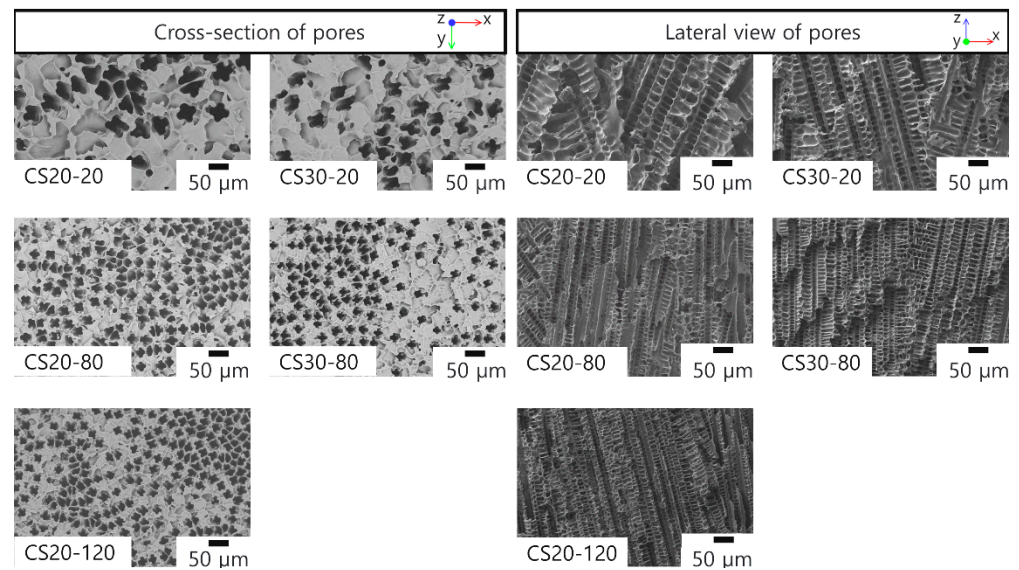 Cross-section of pores
z
x
y
Lateral view of pores
z
y
x
CS20-20
50 μm
CS30-20
50 μm
CS20-20
50 μm
CS30-20
50 μm
CS20-80
50 μm
CS30-80
50 μm
CS20-80
50 μm
CS30-80
50 μm
CS20-120
50 μm
CS20-120
50 μm